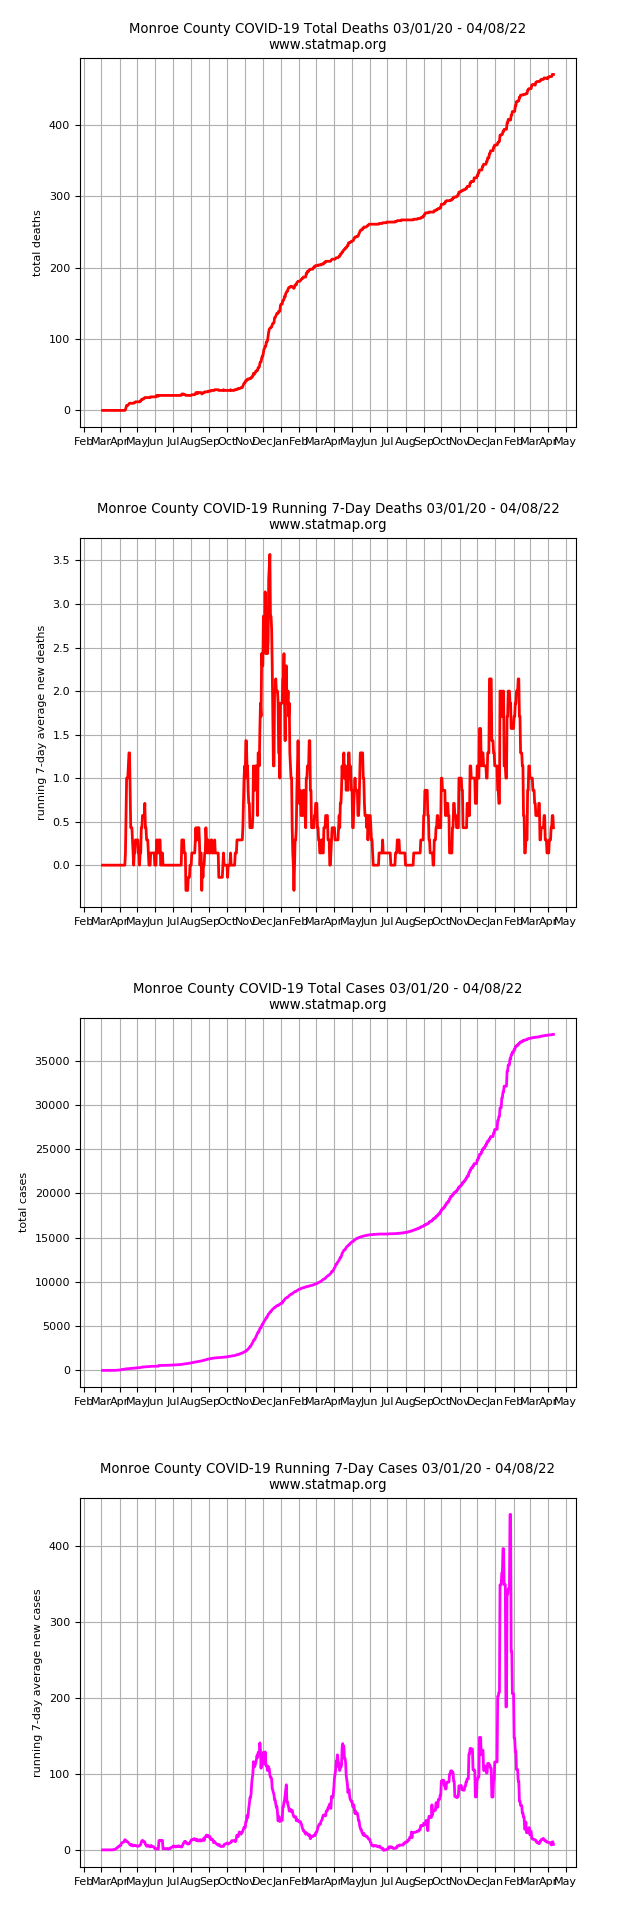 Monroe County COVID-19 Total Deaths 03/01/20 - 04/08/22
www.statmap.org
total deaths
400
300
200
100
0
Feb Mar Apr May Jun Jul Aug Sep Oct Nov Dec Jan Feb Mar Apr May Jun Jul Aug Sep Oct Nov Dec Jan Feb Mar Apr May
Monroe County COVID-19 Running 7-Day Deaths 03/01/20 - 04/08/22
www.statmap.org
running 7-day average new deaths
3.5
3.0
2.5
2.0
1.5
1.0
0.5
0.0
Feb Mar Apr May Jun Jul Aug Sep Oct Nov Dec Jan Feb Mar Apr May Jun Jul Aug Sep Oct Nov Dec Jan Feb Mar Apr May
Monroe County COVID-19 Total Cases 03/01/20 - 04/08/22
www.statmap.org
total cases
35000
30000
25000
20000
15000
10000
5000
0
Feb Mar Apr May Jun Jul Aug Sep Oct Nov Dec Jan Feb Mar Apr May Jun Jul Aug Sep Oct Nov Dec Jan Feb Mar Apr May
Monroe County COVID-19 Running 7-Day Cases 03/01/20 - 04/08/22
www.statmap.org
running 7-day average new cases
400
300
200
100
0
Feb Mar Apr May Jun Jul Aug Sep Oct Nov Dec Jan Feb Mar Apr May Jun Jul Aug Sep Oct Nov Dec Jan Feb Mar Apr May